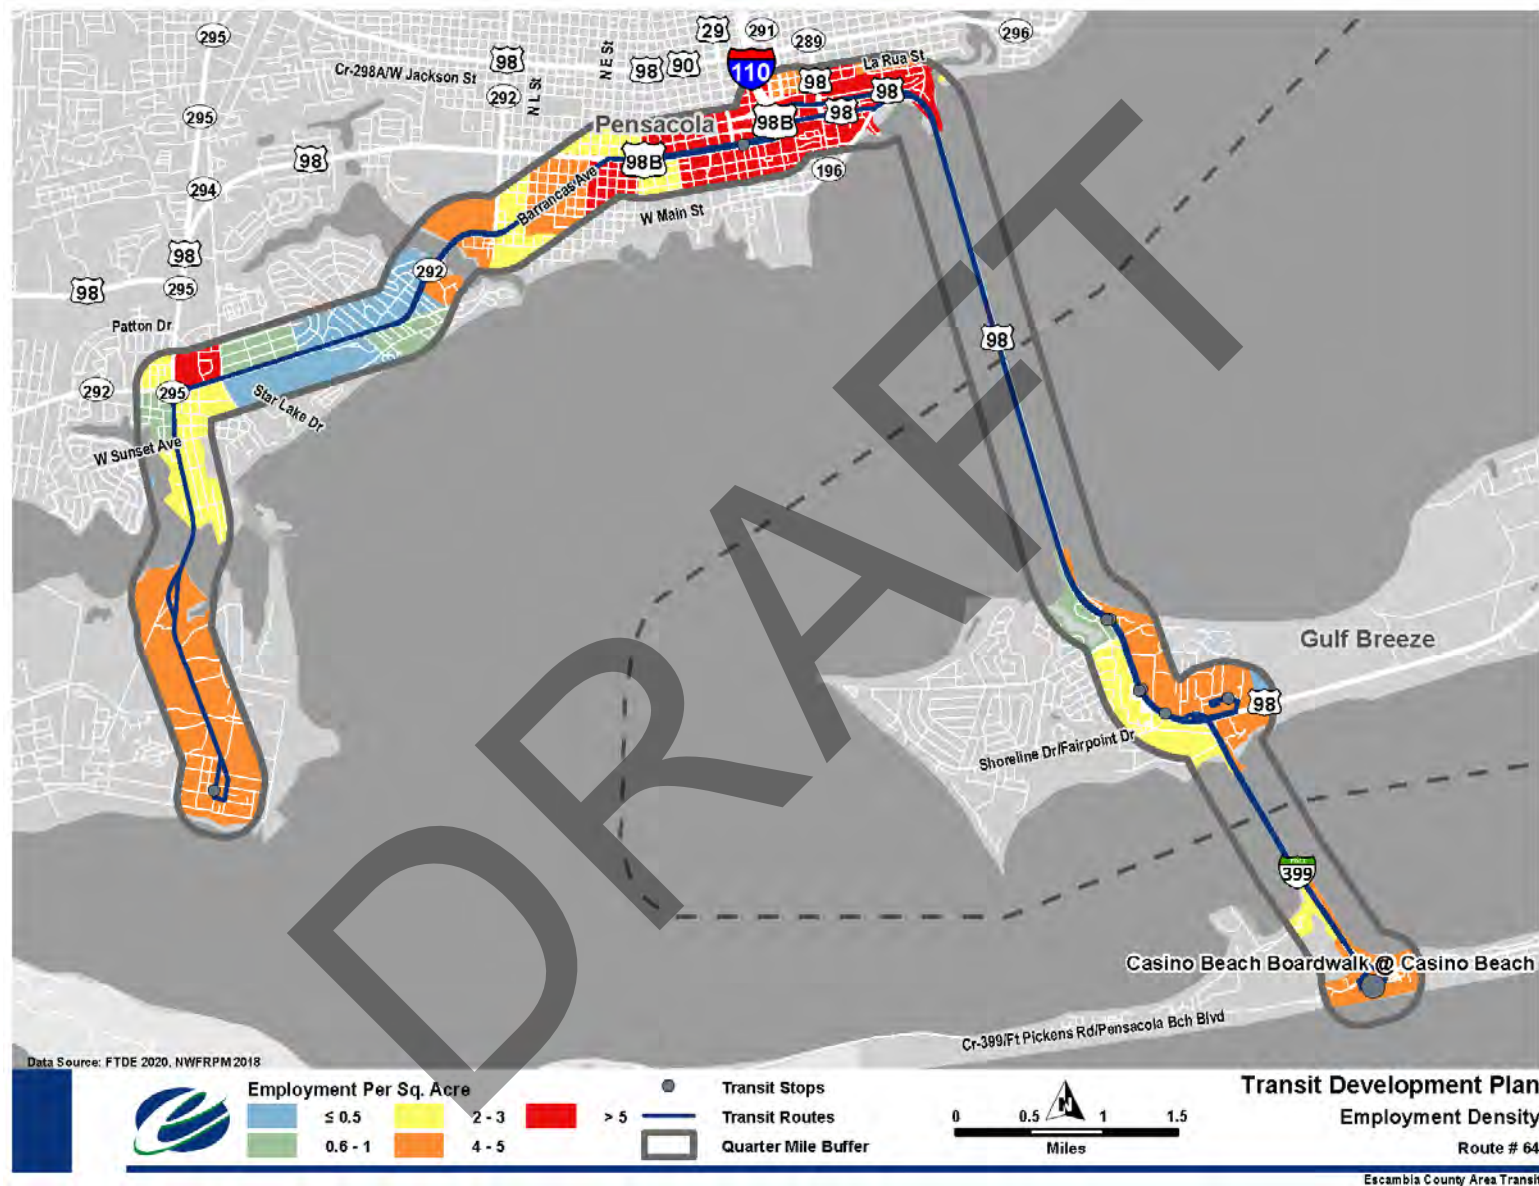 295
29
291
289
296
98
N E St
98
90
110
La Rua St
Cr-298A/W Jackson St
98
98
292
N L St
98
98B
98
295
Pensacola
98
98B
196
294
Barrancas Ave
W Main St
98
292
98
295
98
Patton Dr
98
292
295
Star Lake Dr
W Sunset Ave
DRAFT
Gulf Breeze
98
Shoreline Dr/Fairpoint Dr
399
Casino Beach Boardwalk @ Casino Beach
Cr-399/Ft Pickens Rd/Pensacola Bch Blvd
Data Source: FTDE 2020, NWFRPM 2018
Employment Per Sq. Acre
≤ 0.5
2 - 3
> 5
0.6 - 1
4 - 5
Transit Stops
Transit Routes
Quarter Mile Buffer
N
0 0.5 1 1.5
Miles
Transit Development Plan
Employment Density
Route # 64
Escambia County Area Transit